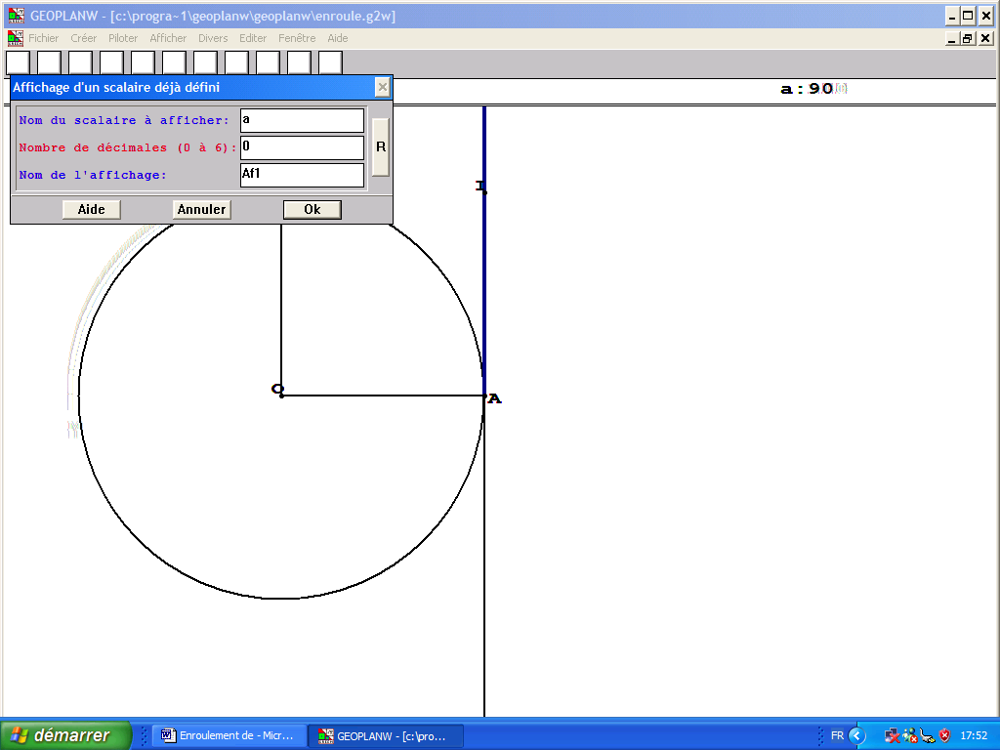 GEOPLANW - [c:\progra~1\geoplanw\geoplanw\enroule.g2w]
Fichier Créer Piloter Afficher Divers Editer Fenêtre Aide
Affichage d'un scalaire déjà défini
a:90
Nom du scalaire à afficher: a
Nombre de décimales (0 à 6): 0
R
Nom de l'affichage: Af1
Aide Annuler Ok
I
O
A
démarrer
Enroulement de - Micr...
GEOPLANW - [c:\pro...
FR
17:52